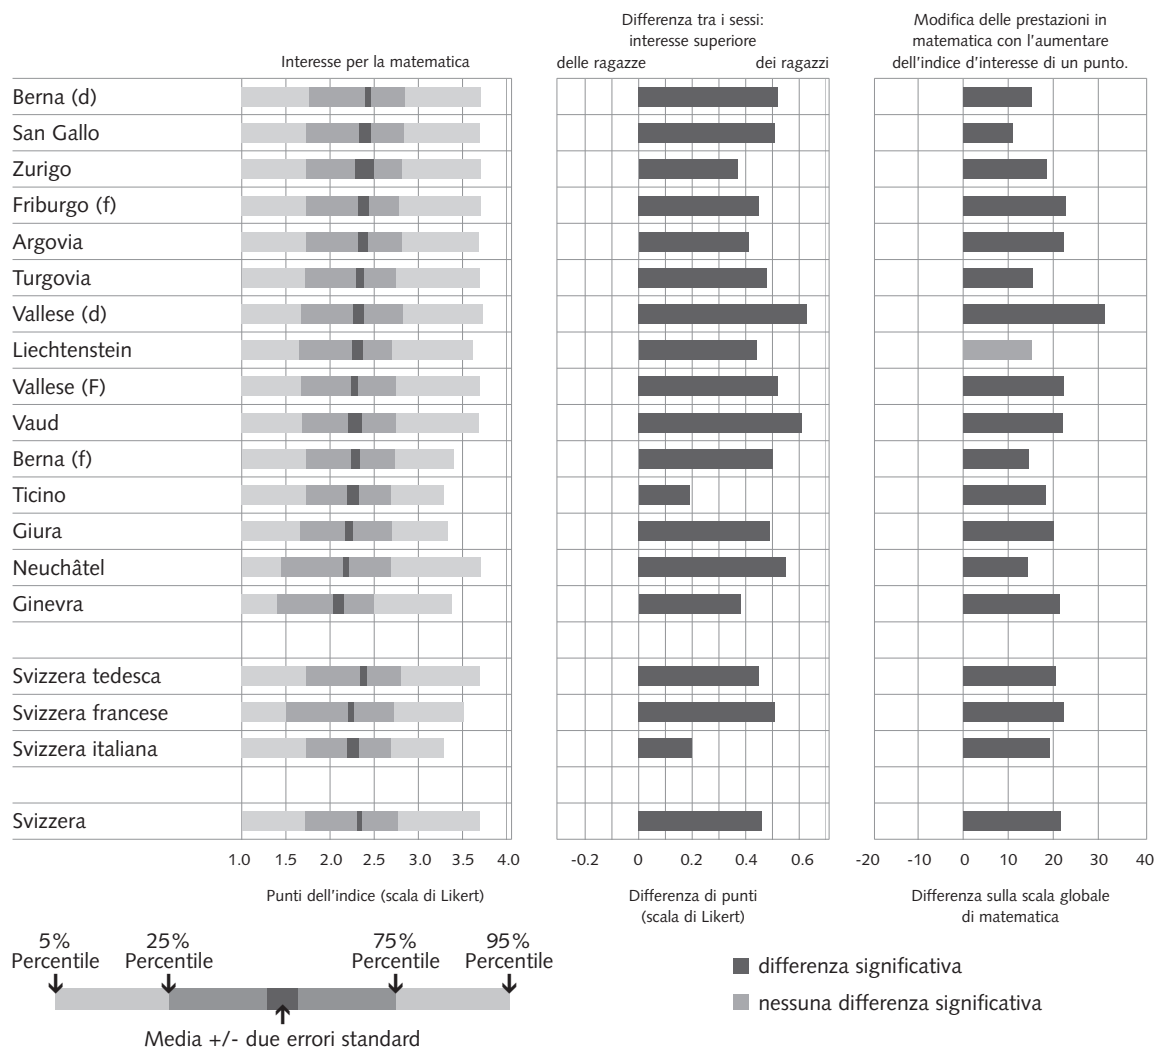 Differenza tra i sessi:
interesse superiore
Modifica delle prestazioni in
matematica con l'aumentare
dell'indice d'interesse di un punto.
Interesse per la matematica
delle ragazze
dei ragazzi
Berna (d)
San Gallo
Zurigo
Friburgo (f)
Argovia
Turgovia
Vallese (d)
Liechtenstein
Vallese (F)
Vaud
Berna (f)
Ticino
Giura
Neuchâtel
Ginevra
Svizzera tedesca
Svizzera francese
Svizzera italiana
Svizzera
1.0 1.5 2.0 2.5 3.0 3.5 4.0
-0.2 0 0.2 0.4 0.6
-20 -10 0 10 20 30 40
Punti dell'indice (scala di Likert)
Differenza di punti
(scala di Likert)
Differenza sulla scala globale
di matematica
5% 25% 75% 95%
Percentile Percentile Percentile Percentile
Media +/- due errori standard
differenza significativa
nessuna differenza significativa